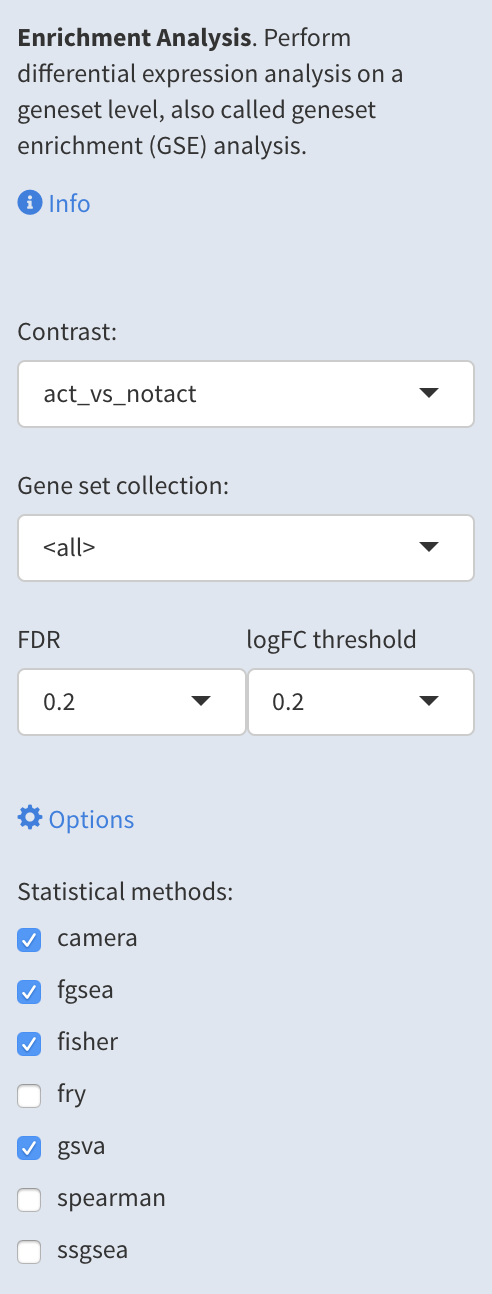 Enrichment Analysis. Perform
differential expression analysis on a
geneset level, also called geneset
enrichment (GSE) analysis.
Info
Contrast:
act_vs_notact
Gene set collection:
<all>
FDR logFC threshold
0.2 0.2
Options
Statistical methods:
camera
fgsea
fisher
fry
gsva
spearman
ssgsea